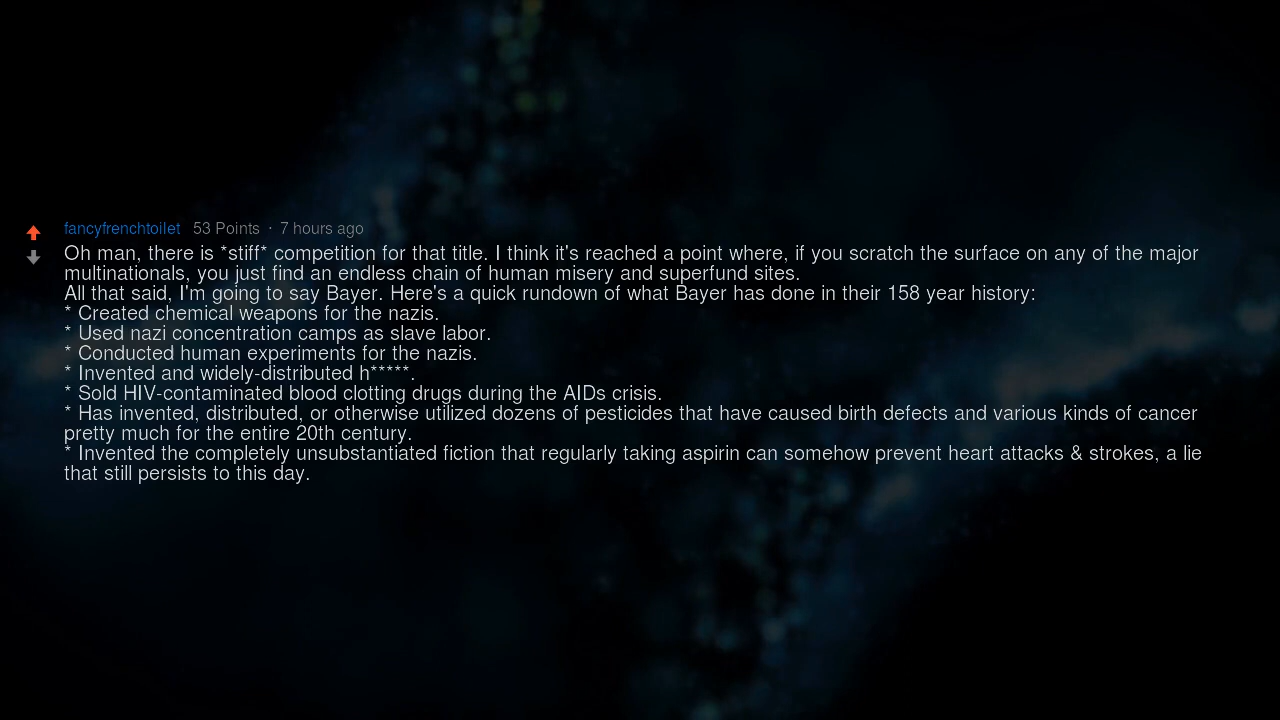 fancyfrenchtoilet 53 Points · 7 hours ago
Oh man, there is *stiff* competition for that title. I think it's reached a point where, if you scratch the surface on any of the major
multinationals, you just find an endless chain of human misery and superfund sites.
All that said, I'm going to say Bayer. Here's a quick rundown of what Bayer has done in their 158 year history:
* Created chemical weapons for the nazis.
* Used nazi concentration camps as slave labor.
* Conducted human experiments for the nazis.
* Invented and widely-distributed h*****.
* Sold HIV-contaminated blood clotting drugs during the AIDs crisis.
* Has invented, distributed, or otherwise utilized dozens of pesticides that have caused birth defects and various kinds of cancer
pretty much for the entire 20th century.
* Invented the completely unsubstantiated fiction that regularly taking aspirin can somehow prevent heart attacks & strokes, a lie
that still persists to this day.